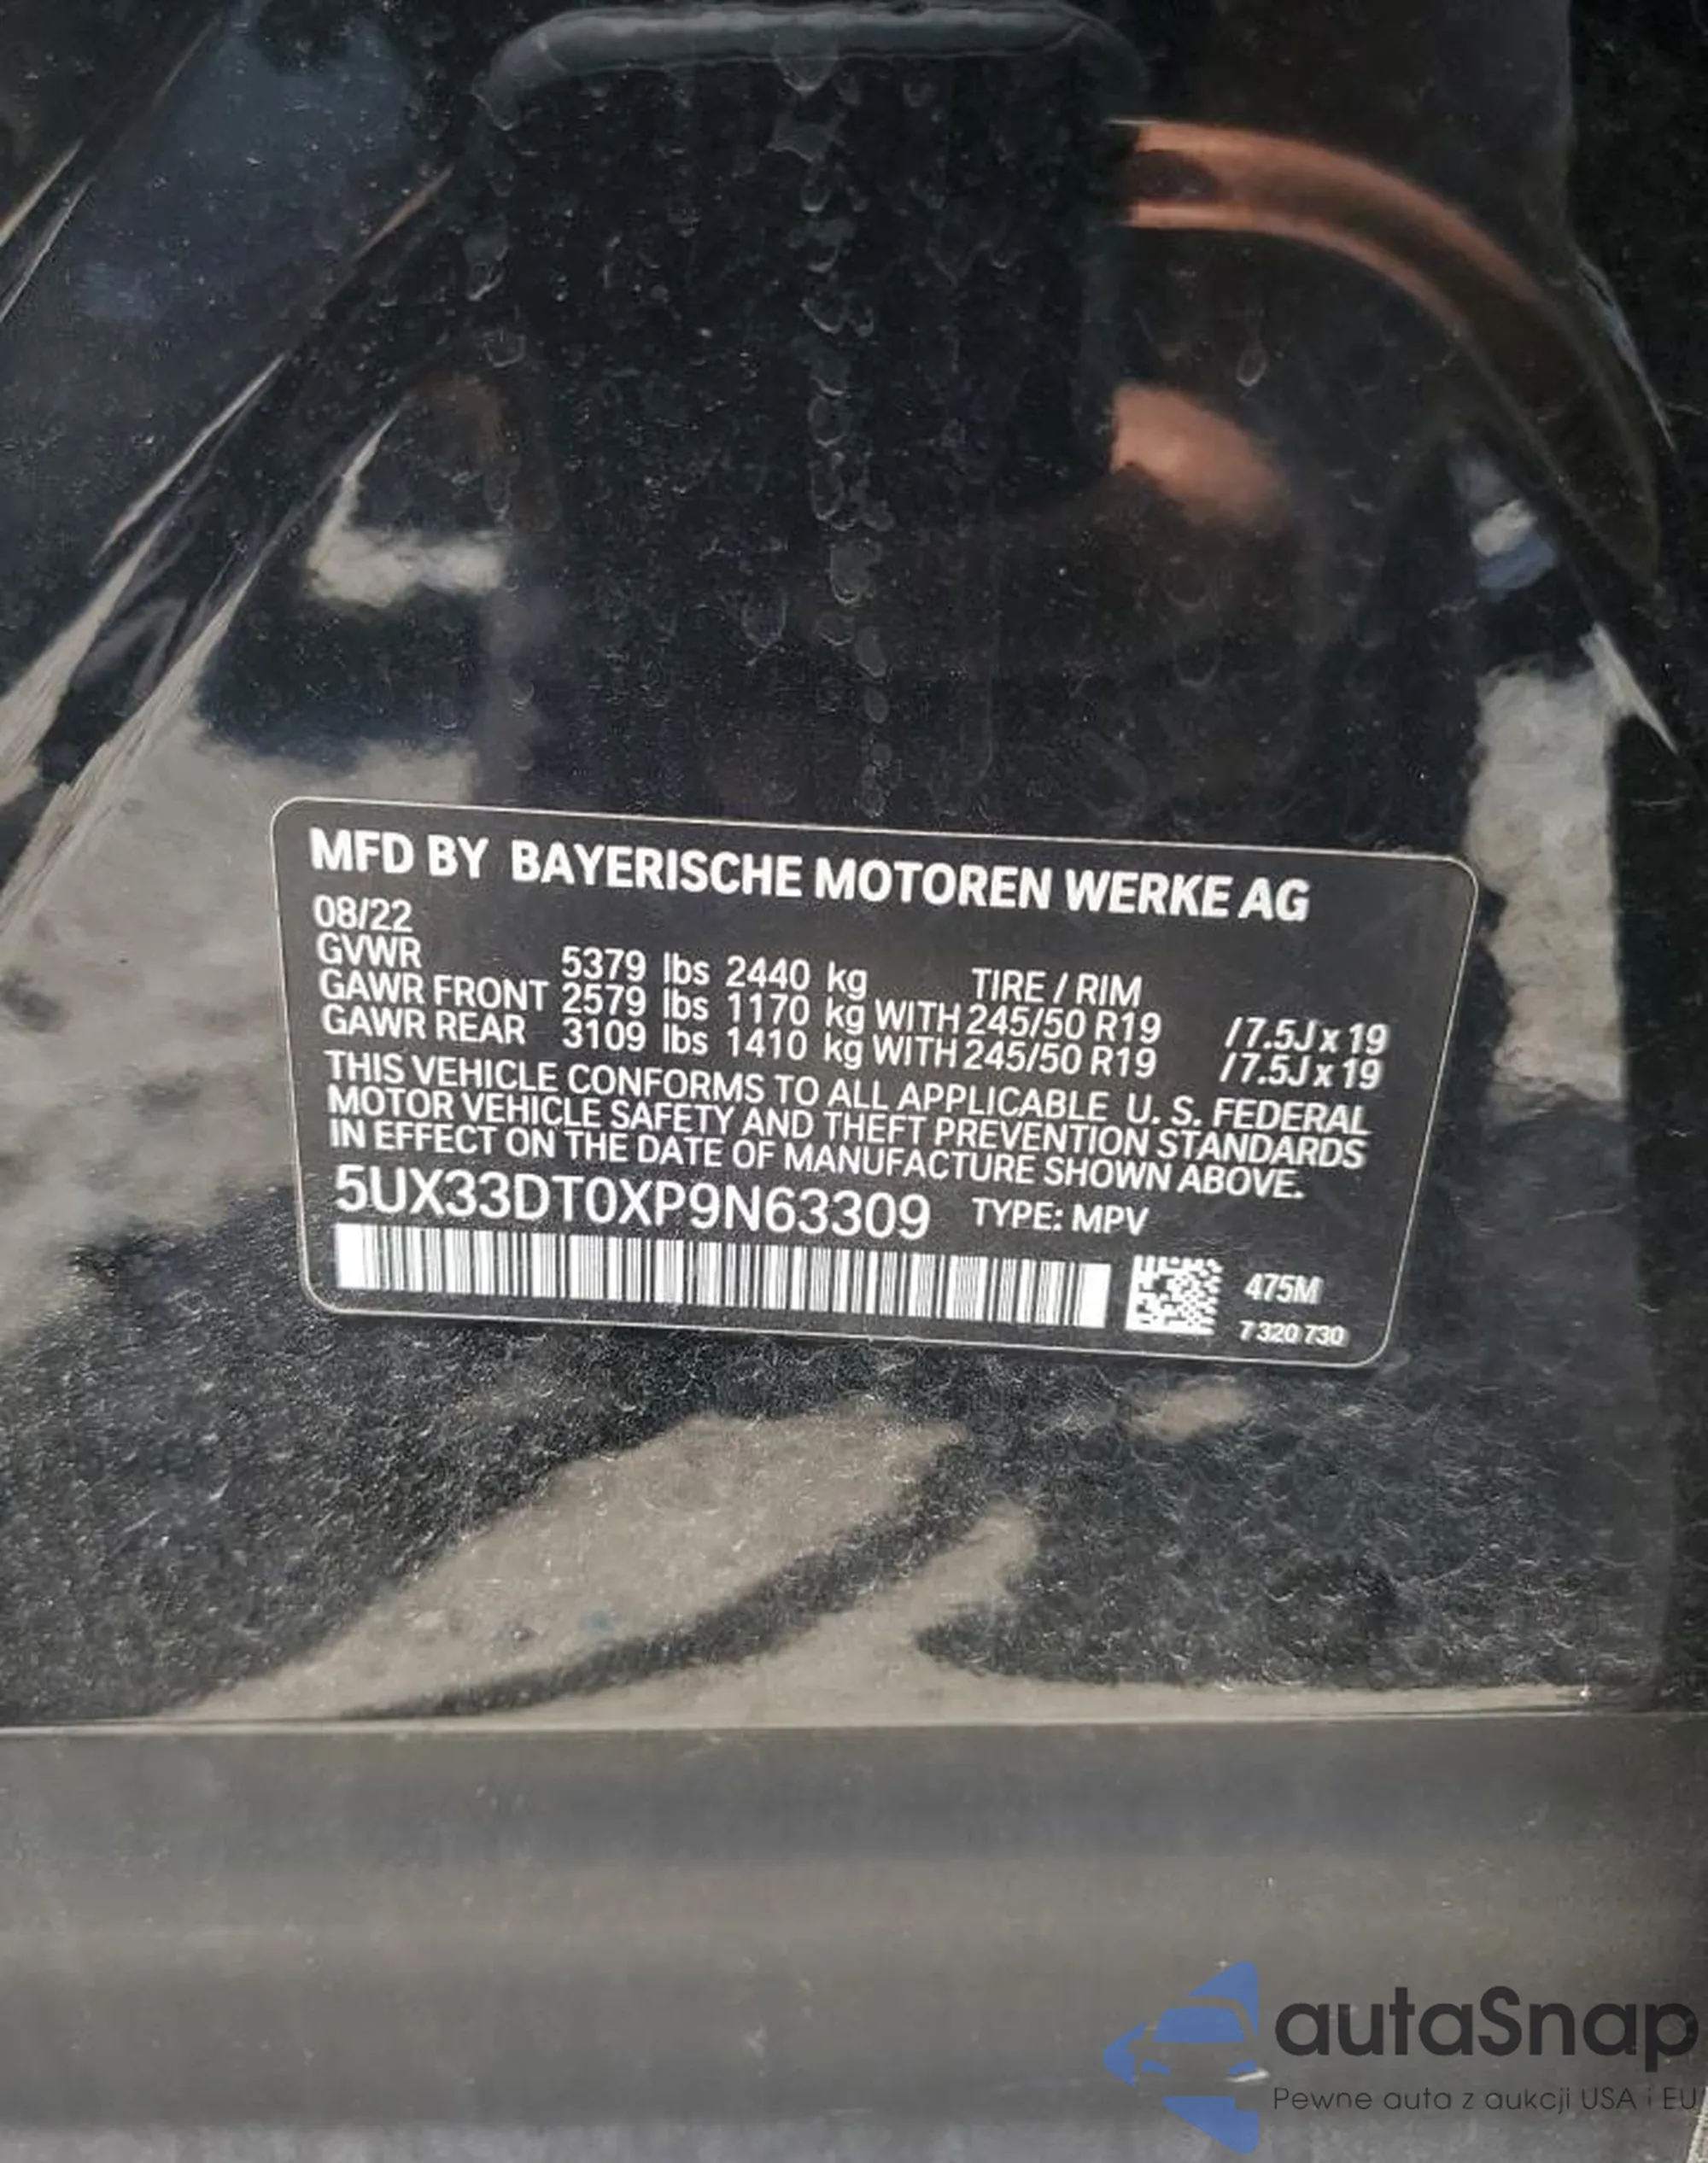 MFD BY BAYERISCHE MOTOREN WERKE AG
08/22
GVWR 5379 lbs 2440 kg TIRE / RIM
GAWR FRONT 2579 lbs 1170 kg WITH 245/50 R19 /7.5J x 19
GAWR REAR 3109 lbs 1410 kg WITH 245/50 R19 /7.5J x 19
THIS VEHICLE CONFORMS TO ALL APPLICABLE U. S. FEDERAL
MOTOR VEHICLE SAFETY AND THEFT PREVENTION STANDARDS
IN EFFECT ON THE DATE OF MANUFACTURE SHOWN ABOVE.
5UX33DT0XP9N63309 TYPE: MPV
475M
7 320 730
autaSnap
Pewne auta z aukcji USA i EU